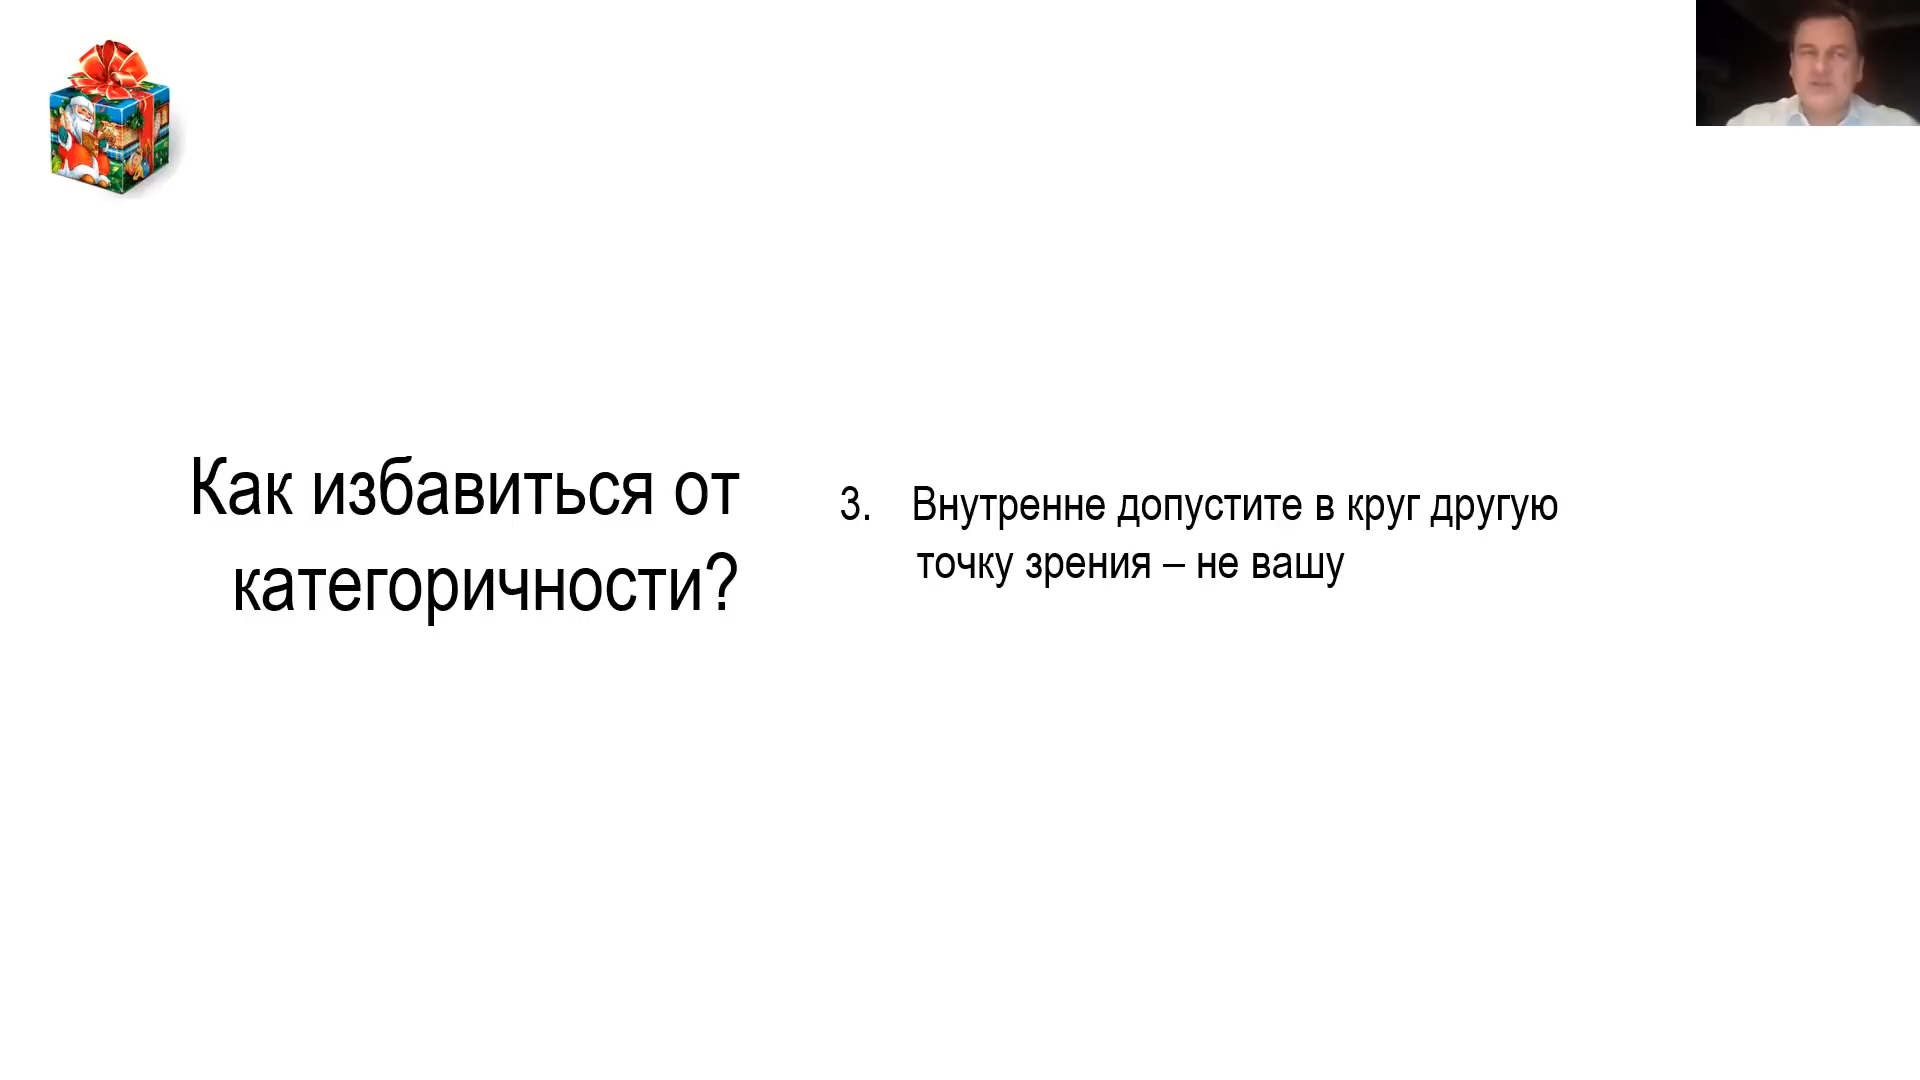 Как избавиться от
категоричности?
3. Внутренне допустите в круг другую
точку зрения – не вашу